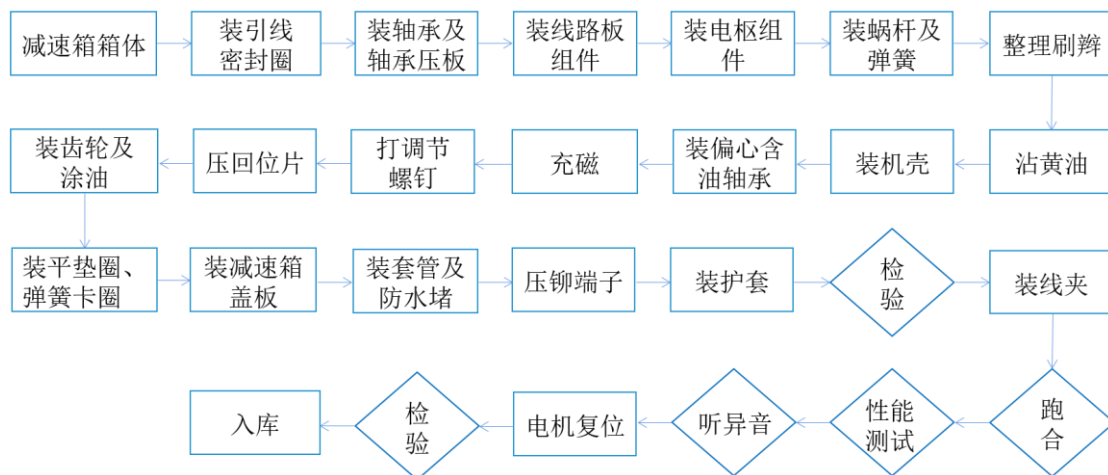 减速箱箱体
装引线
密封圈
装轴承及
轴承压板
装线路板
组件
装电枢组
件
装蜗杆及
弹簧
整理刷辫
装齿轮及
涂油
压回位片
打调节
螺钉
充磁
装偏心含
油轴承
装机壳
沾黄油
装平垫圈、
弹簧卡圈
装减速箱
盖板
装套管及
防水堵
压铆端子
装护套
检
验
装线夹
入库
检
验
电机复位
听异音
性能
测试
跑
合